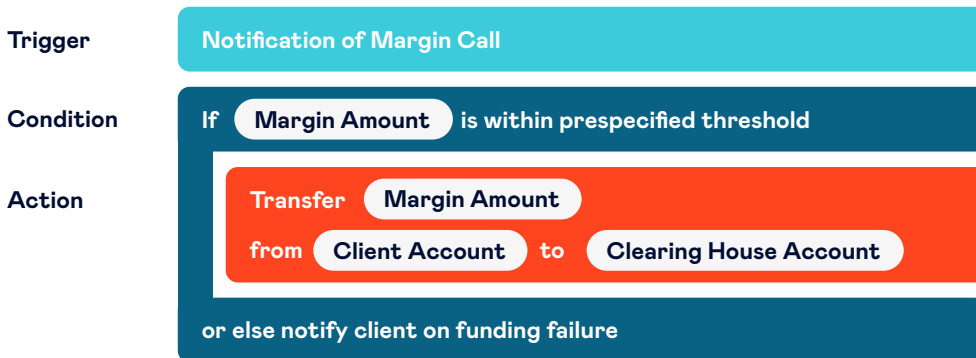 Trigger
Notification of Margin Call
Condition
If Margin Amount is within prespecified threshold
Action
Transfer Margin Amount
from Client Account to Clearing House Account
or else notify client on funding failure